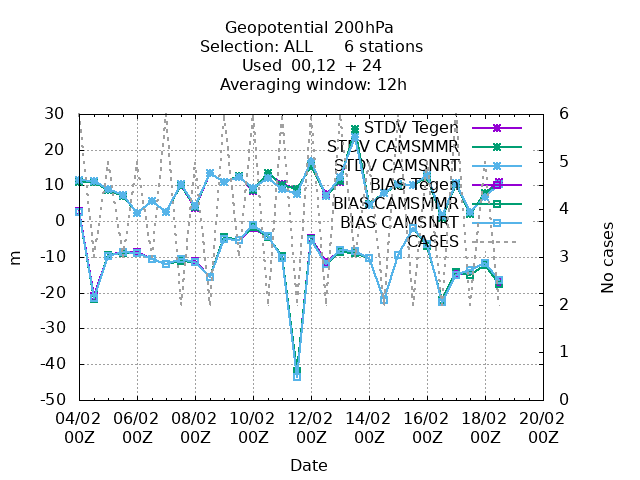 Geopotential 200hPa
Selection: ALL 6 stations
Used 00,12 + 24
Averaging window: 12h
30 6
STDV Tegen
STDV CAMSMMR
20 5
STDV CAMSNRT
BIAS Tegen
10
BIAS CAMSMMR
4
0
BIAS CAMSNRT
CASES
-10 3
m
No cases
-20 2
-30
1
-40
-50 0
04/02 06/02 08/02 10/02 12/02 14/02 16/02 18/02 20/02
00Z 00Z 00Z 00Z 00Z 00Z 00Z 00Z 00Z
Date